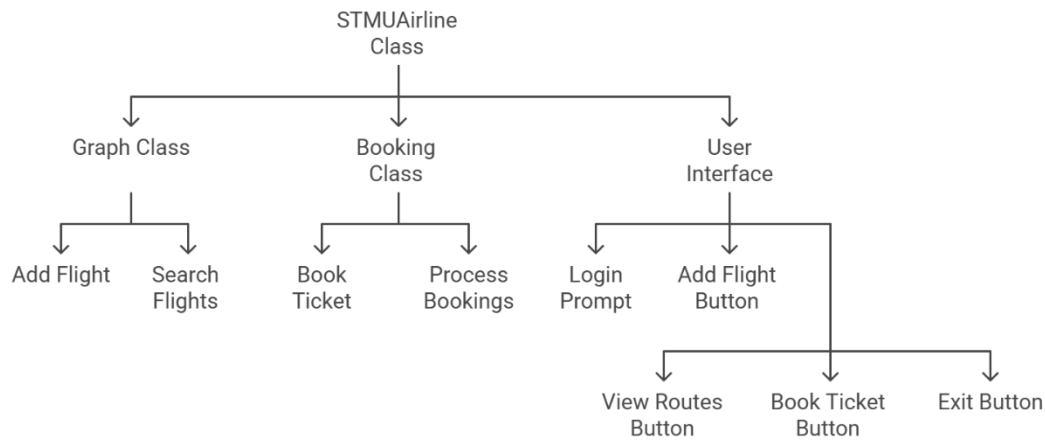 STMUAirline
Class
Graph Class
Booking
Class
User
Interface
Add Flight
Search
Flights
Book
Ticket
Process
Bookings
Login
Prompt
Add Flight
Button
View Routes
Button
Book Ticket
Button
Exit Button